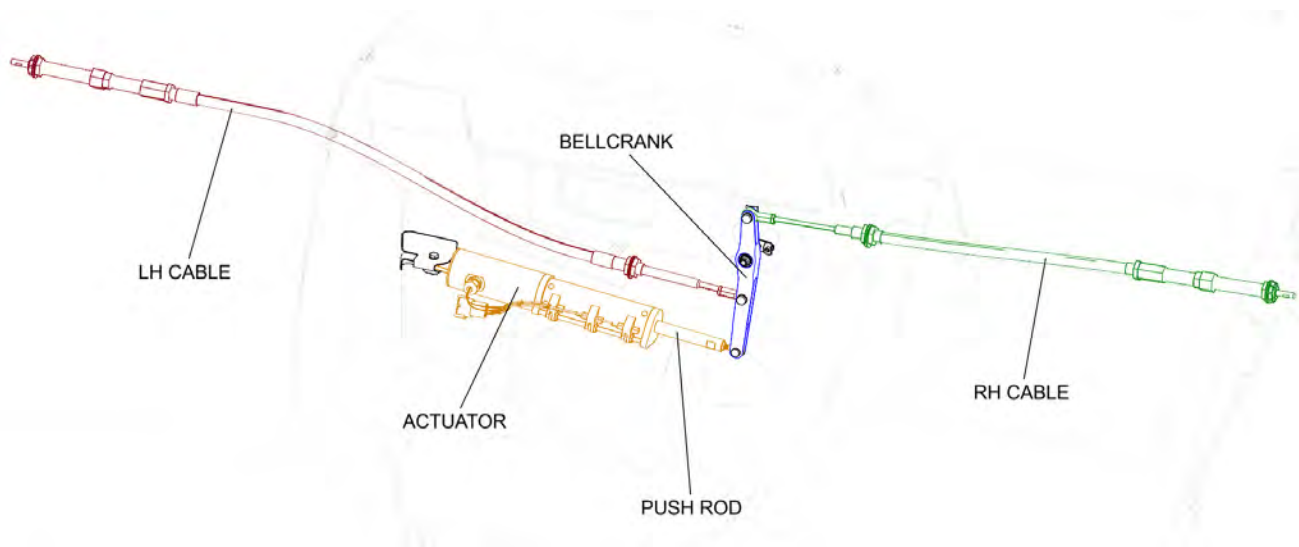 BELLCRANK
LH CABLE
RH CABLE
ACTUATOR
PUSH ROD